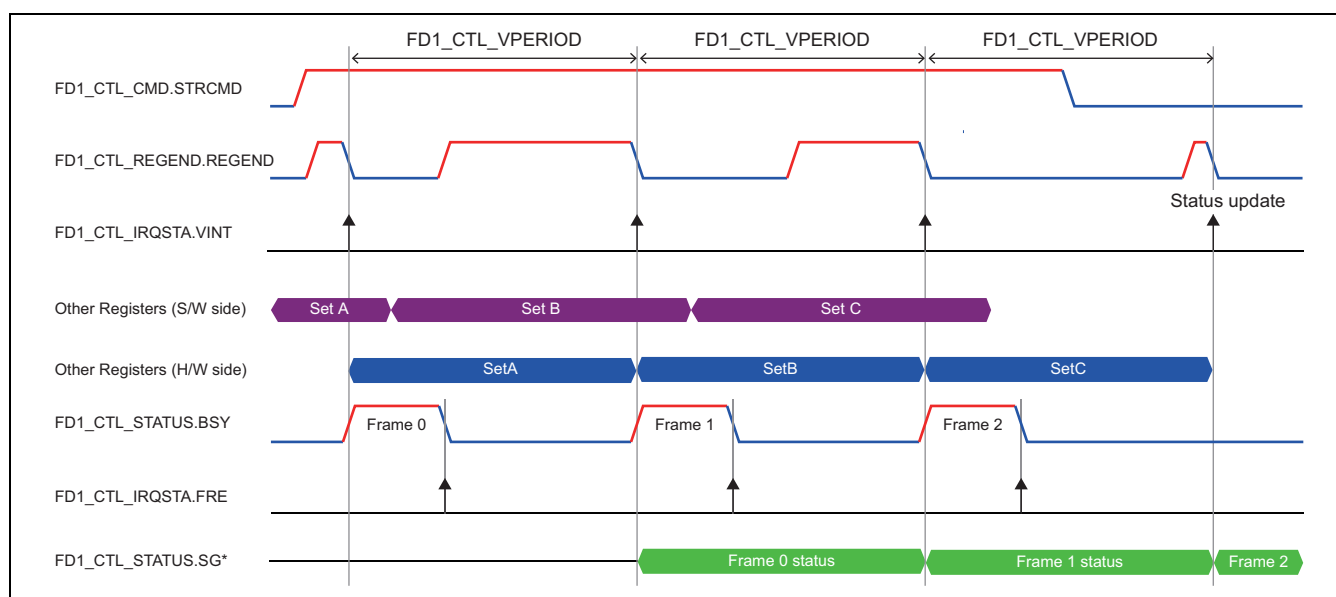 FD1_CTL_VPERIOD FD1_CTL_VPERIOD FD1_CTL_VPERIOD
FD1_CTL_CMD.STRCMD
FD1_CTL_REGEND.REGEND
Status update
FD1_CTL_IRQSTA.VINT
Other Registers (S/W side) Set A Set B Set C
Other Registers (H/W side) SetA SetB SetC
FD1_CTL_STATUS.BSY Frame 0 Frame 1 Frame 2
FD1_CTL_IRQSTA.FRE
FD1_CTL_STATUS.SG* Frame 0 status Frame 1 status Frame 2